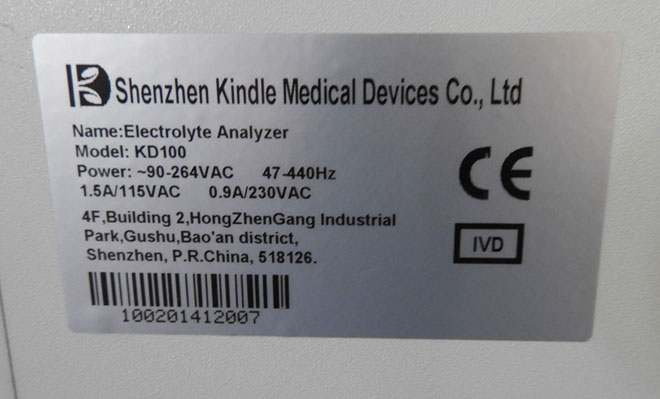 Shenzhen Kindle Medical Devices Co., Ltd
Name:Electrolyte Analyzer
Model: KD100
Power: ~90-264VAC 47-440Hz
1.5A/115VAC 0.9A/230VAC
4F,Building 2,HongZhenGang Industrial
Park,Gushu,Bao'an district,
Shenzhen, P.R.China, 518126.
CE
IVD
100201412007